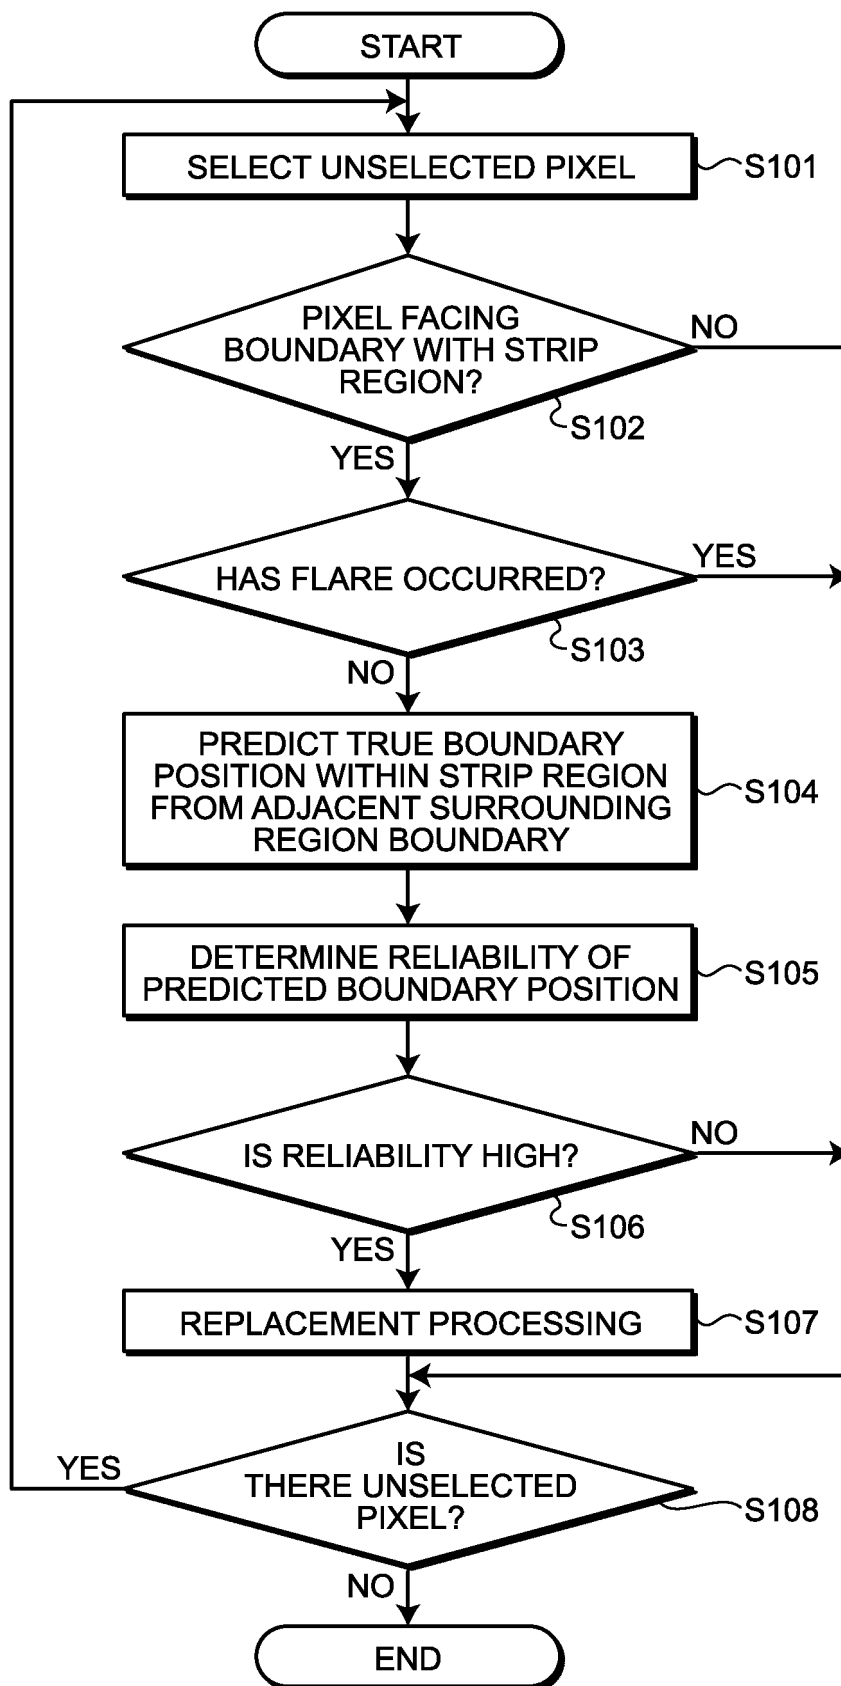 START
SELECT UNSELECTED PIXEL
S101
PIXEL FACING
BOUNDARY WITH STRIP
REGION?
NO
S102
YES
HAS FLARE OCCURRED?
YES
S103
NO
PREDICT TRUE BOUNDARY
POSITION WITHIN STRIP REGION
FROM ADJACENT SURROUNDING
REGION BOUNDARY
S104
DETERMINE RELIABILITY OF
PREDICTED BOUNDARY POSITION
S105
IS RELIABILITY HIGH?
NO
S106
YES
REPLACEMENT PROCESSING
S107
IS
THERE UNSELECTED
PIXEL?
YES
S108
NO
END